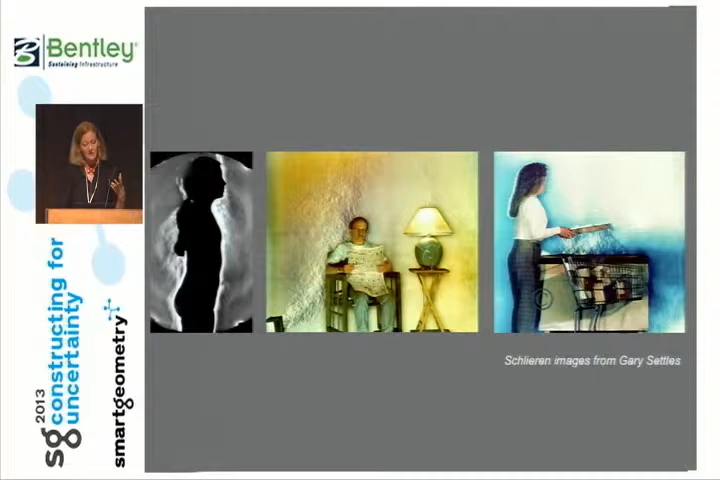 Bentley
Sustaining Infrastructure
sg 2013
constructing for
uncertainty
smartgeometry
Schlieren images from Gary Settles